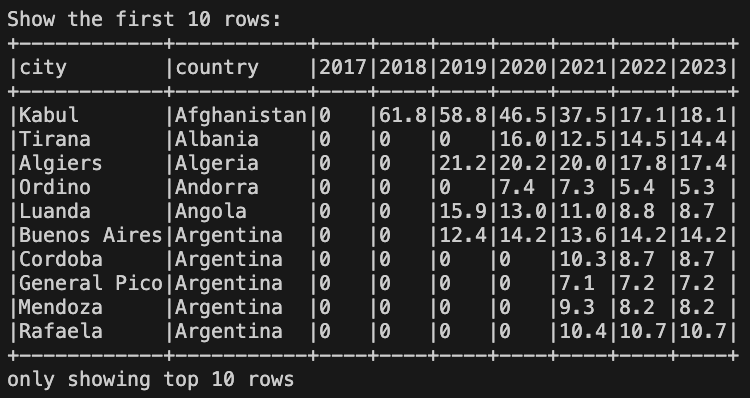 Show the first 10 rows:
+------------+-----------+----+----+----+----+----+----+----+
|city        |country    |2017|2018|2019|2020|2021|2022|2023|
+------------+-----------+----+----+----+----+----+----+----+
|Kabul       |Afghanistan|0   |61.8|58.8|46.5|37.5|17.1|18.1|
|Tirana      |Albania    |0   |0   |0   |16.0|12.5|14.5|14.4|
|Algiers     |Algeria    |0   |0   |21.2|20.2|20.0|17.8|17.4|
|Ordino      |Andorra    |0   |0   |0   |7.4 |7.3 |5.4 |5.3 |
|Luanda      |Angola     |0   |0   |15.9|13.0|11.0|8.8 |8.7 |
|Buenos Aires|Argentina  |0   |0   |12.4|14.2|13.6|14.2|14.2|
|Cordoba     |Argentina  |0   |0   |0   |0   |10.3|8.7 |8.7 |
|General Pico|Argentina  |0   |0   |0   |0   |7.1 |7.2 |7.2 |
|Mendoza     |Argentina  |0   |0   |0   |0   |9.3 |8.2 |8.2 |
|Rafaela     |Argentina  |0   |0   |0   |0   |10.4|10.7|10.7|
+------------+-----------+----+----+----+----+----+----+----+
only showing top 10 rows